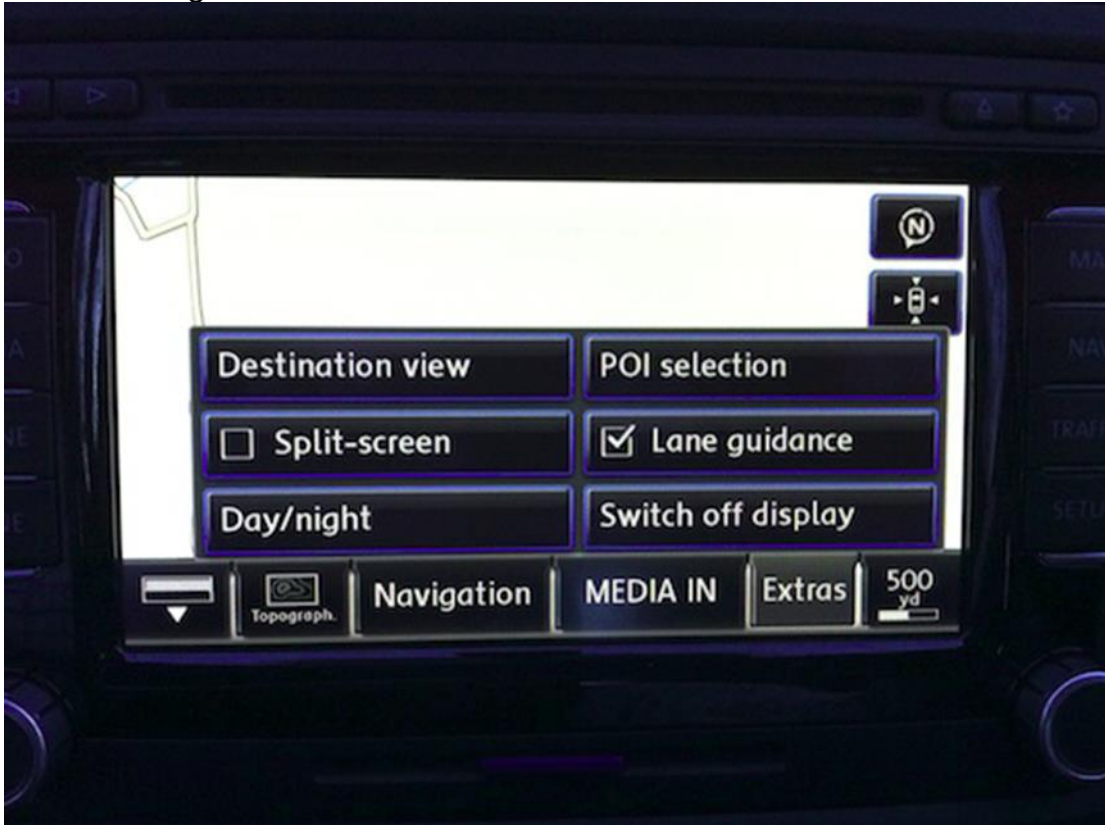 N
Destination view
POI selection
Split-screen
Lane guidance
Day/night
Switch off display
Topograph.
Navigation
MEDIA IN
Extras
500
yd